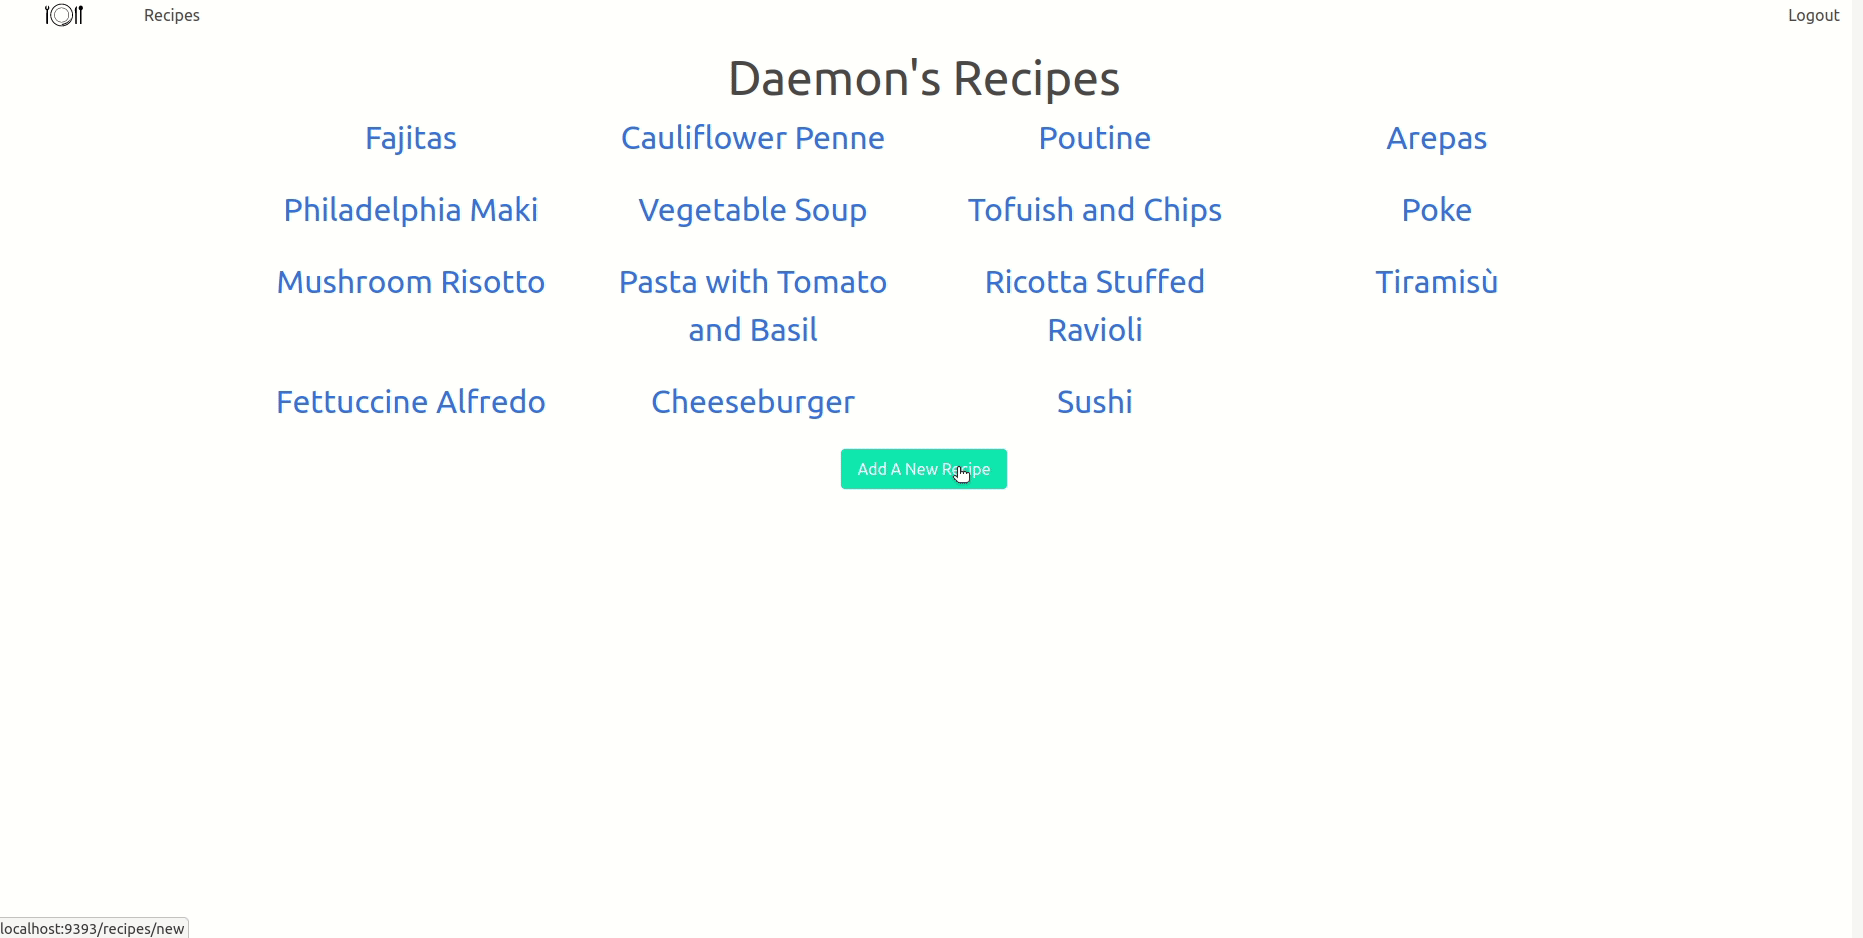 Recipes
Logout
Daemon's Recipes
Fajitas
Cauliflower Penne
Poutine
Arepas
Philadelphia Maki
Vegetable Soup
Tofuish and Chips
Poke
Mushroom Risotto
Pasta with Tomato
and Basil
Ricotta Stuffed
Ravioli
Tiramisù
Fettuccine Alfredo
Cheeseburger
Sushi
Add A New Recipe
localhost:9393/recipes/new